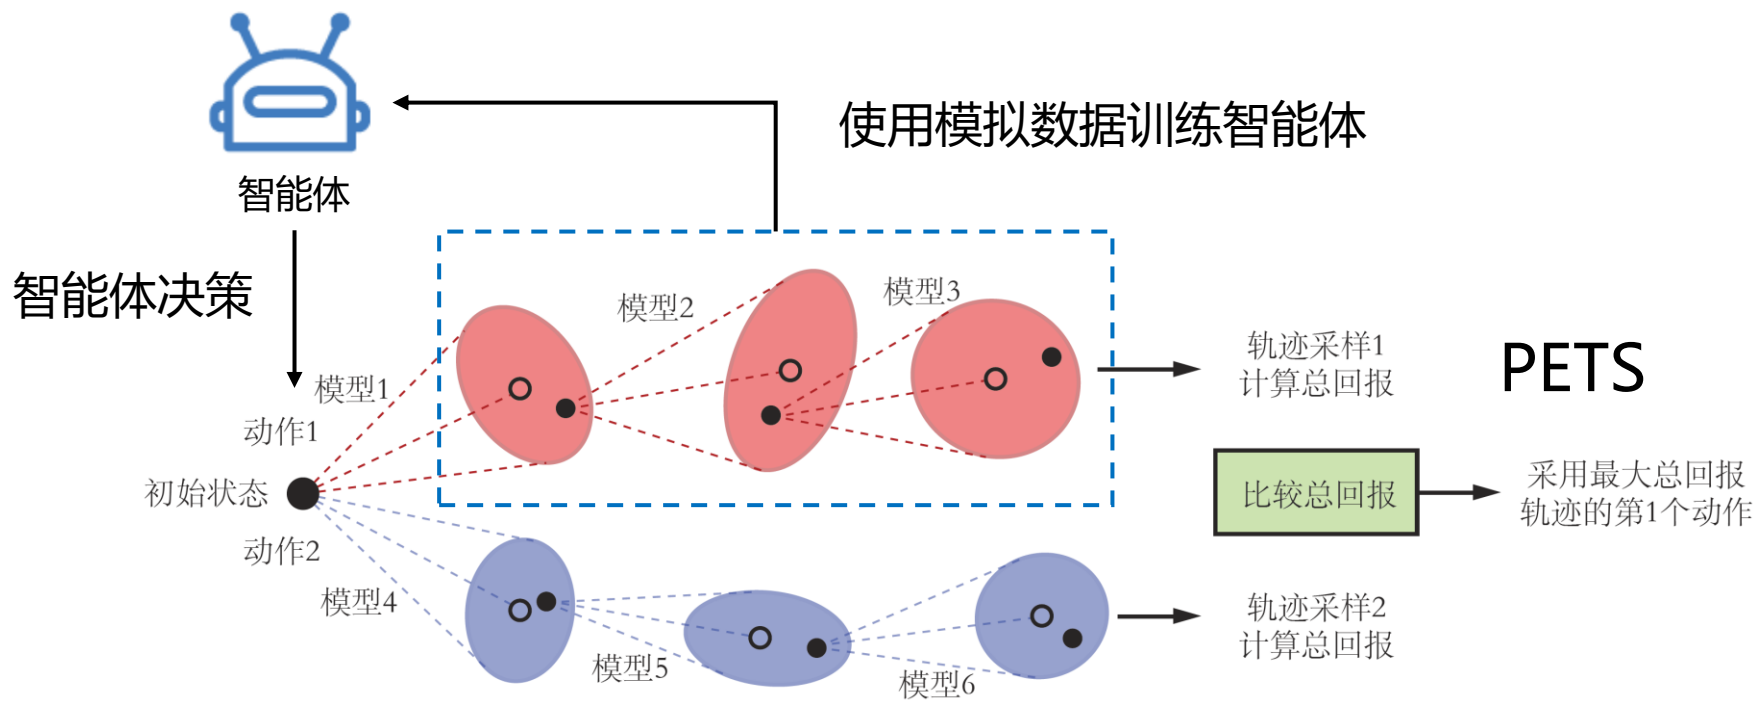 使用模拟数据训练智能体
智能体
智能体决策
模型1
模型2
模型3
动作1
初始状态
动作2
模型4
模型5
模型6
轨迹采样1
计算总回报
PETS
比较总回报
采用最大总回报
轨迹的第1个动作
轨迹采样2
计算总回报